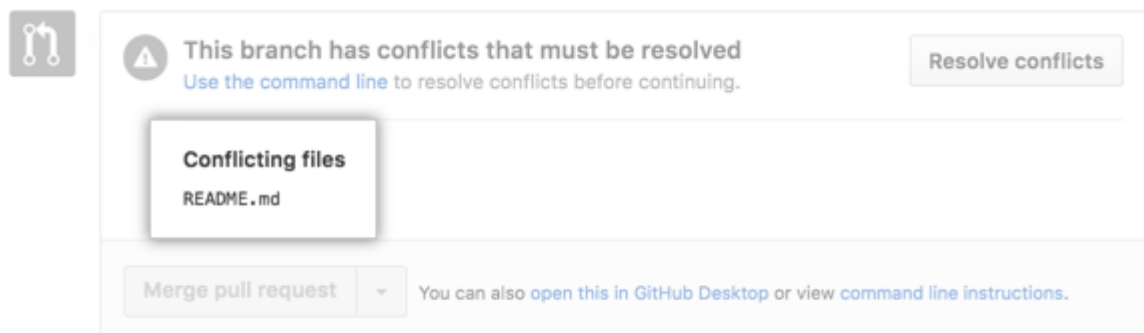 This branch has conflicts that must be resolved
Use the command line to resolve conflicts before continuing.
Resolve conflicts
Conflicting files
README.md
Merge pull request
You can also open this in GitHub Desktop or view command line instructions.